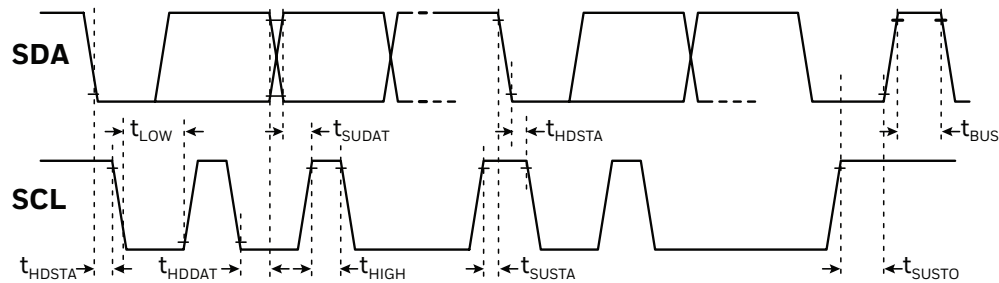 SDA
tLOW tSUDAT tHDSTA tBUS
SCL
tHDSTA tHDDAT tHIGH tSUSTA tSUSTO